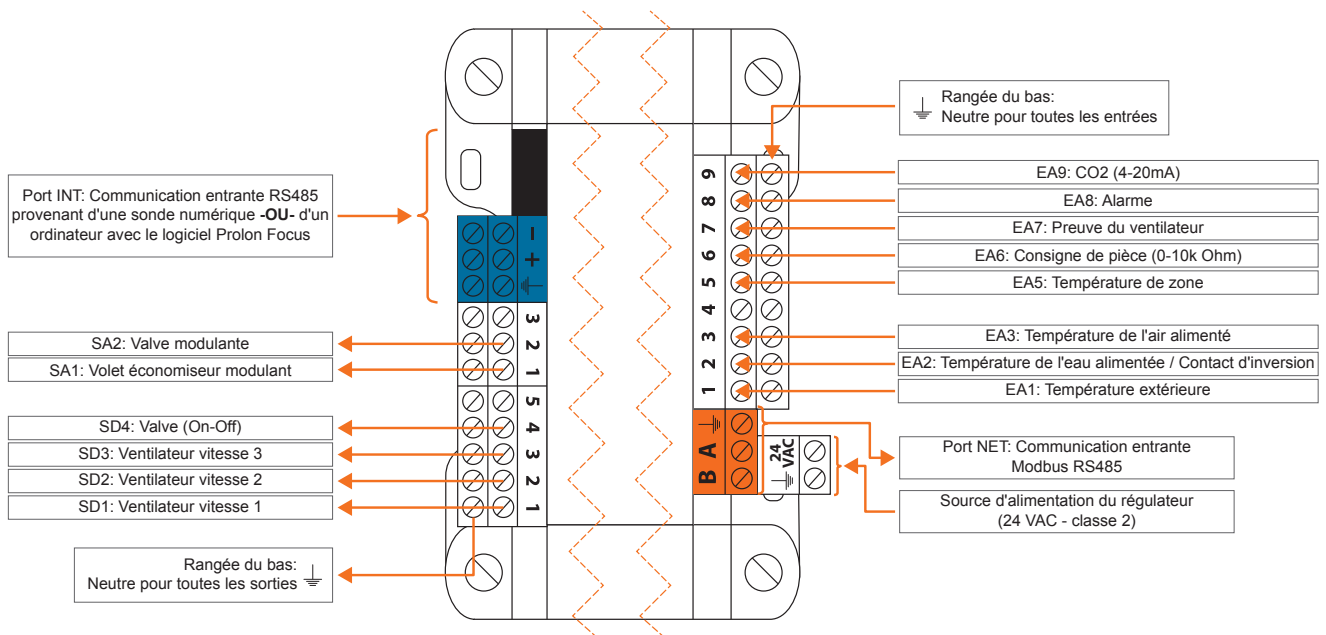 Port INT: Communication entrante RS485
provenant d'une sonde numérique -OU- d'un
ordinateur avec le logiciel Prolon Focus
SA2: Valve modulante
SA1: Volet économiseur modulant
SD4: Valve (On-Off)
SD3: Ventilateur vitesse 3
SD2: Ventilateur vitesse 2
SD1: Ventilateur vitesse 1
Rangée du bas:
Neutre pour toutes les sorties
-
+
3
2
1
5
4
3
2
1
9
8
7
6
5
4
3
2
1
A
B
24
VAC
Rangée du bas:
Neutre pour toutes les entrées
EA9: CO2 (4-20mA)
EA8: Alarme
EA7: Preuve du ventilateur
EA6: Consigne de pièce (0-10k Ohm)
EA5: Température de zone
EA3: Température de l'air alimenté
EA2: Température de l'eau alimentée / Contact d'inversion
EA1: Température extérieure
Port NET: Communication entrante
Modbus RS485
Source d'alimentation du régulateur
(24 VAC - classe 2)